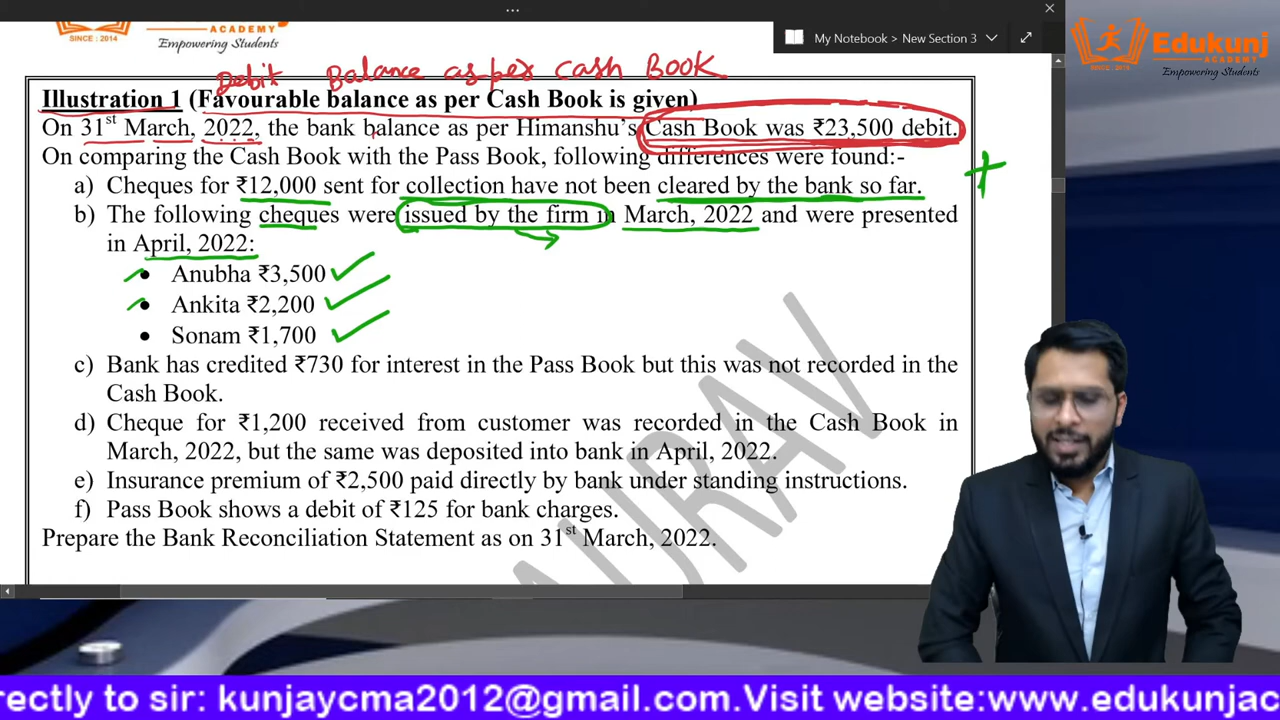 ACADEMY
SINCE : 2014
Empowering Students
My Notebook > New Section 3
Edukunj
ACADEMY
SINCE : 2014
Empowering Students
Debit Balance as per Cash Book
Illustration 1 (Favourable balance as per Cash Book is given)
On 31st March, 2022, the bank balance as per Himanshu's Cash Book was ₹23,500 debit.
On comparing the Cash Book with the Pass Book, following differences were found:-
a) Cheques for ₹12,000 sent for collection have not been cleared by the bank so far.
+
b) The following cheques were issued by the firm in March, 2022 and were presented
in April, 2022:
• Anubha ₹3,500
• Ankita ₹2,200
• Sonam ₹1,700
c) Bank has credited ₹730 for interest in the Pass Book but this was not recorded in the
Cash Book.
d) Cheque for ₹1,200 received from customer was recorded in the Cash Book in
March, 2022, but the same was deposited into bank in April, 2022.
e) Insurance premium of ₹2,500 paid directly by bank under standing instructions.
f) Pass Book shows a debit of ₹125 for bank charges.
Prepare the Bank Reconciliation Statement as on 31st March, 2022.
rectly to sir: kunjaycma2012@gmail.com.Visit website:www.edukunjac